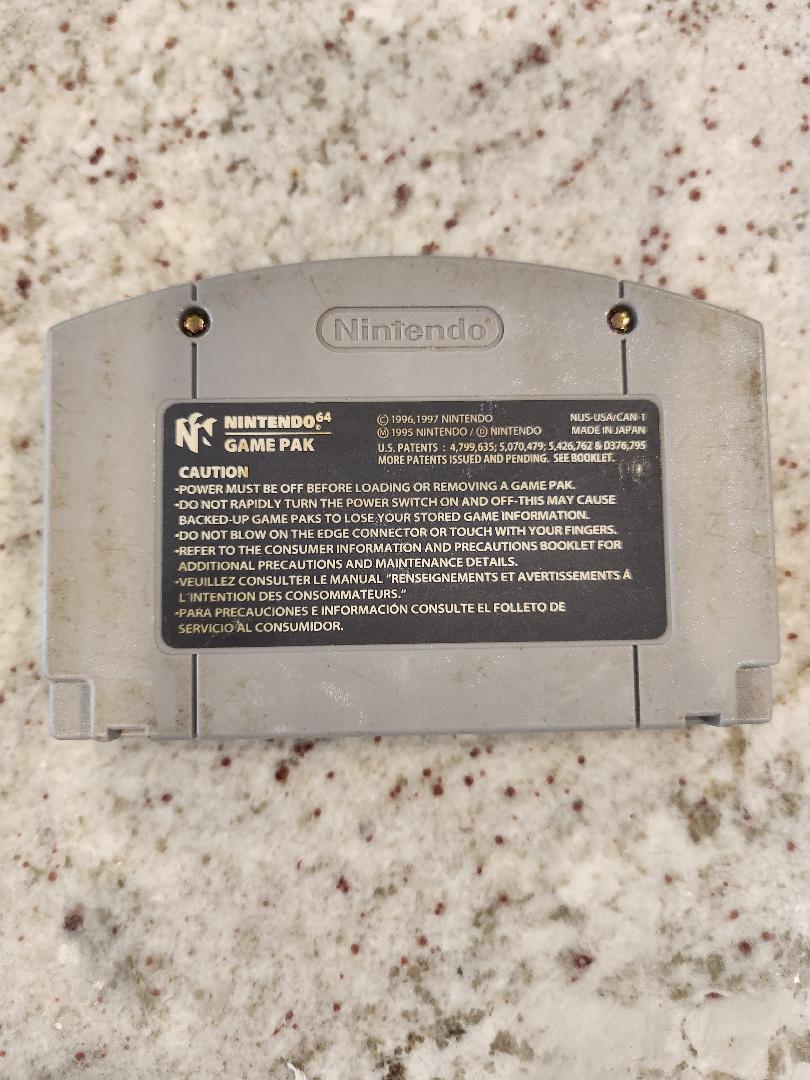 Nintendo®
NINTENDO64
GAME PAK
© 1996,1997 NINTENDO
Ⓜ 1995 NINTENDO / Ⓓ NINTENDO
NUS-USA/CAN-1
MADE IN JAPAN
U.S. PATENTS : 4,799,635; 5,070,479; 5,426,762 & D376,795
MORE PATENTS ISSUED AND PENDING. SEE BOOKLET.
CAUTION
•POWER MUST BE OFF BEFORE LOADING OR REMOVING A GAME PAK.
•DO NOT RAPIDLY TURN THE POWER SWITCH ON AND OFF-THIS MAY CAUSE
BACKED-UP GAME PAKS TO LOSE YOUR STORED GAME INFORMATION.
•DO NOT BLOW ON THE EDGE CONNECTOR OR TOUCH WITH YOUR FINGERS.
•REFER TO THE CONSUMER INFORMATION AND PRECAUTIONS BOOKLET FOR
ADDITIONAL PRECAUTIONS AND MAINTENANCE DETAILS.
•VEUILLEZ CONSULTER LE MANUAL "RENSEIGNEMENTS ET AVERTISSEMENTS Á
L'INTENTION DES CONSOMMATEURS."
•PARA PRECAUCIONES E INFORMACIÓN CONSULTE EL FOLLETO DE
SERVICIO AL CONSUMIDOR.